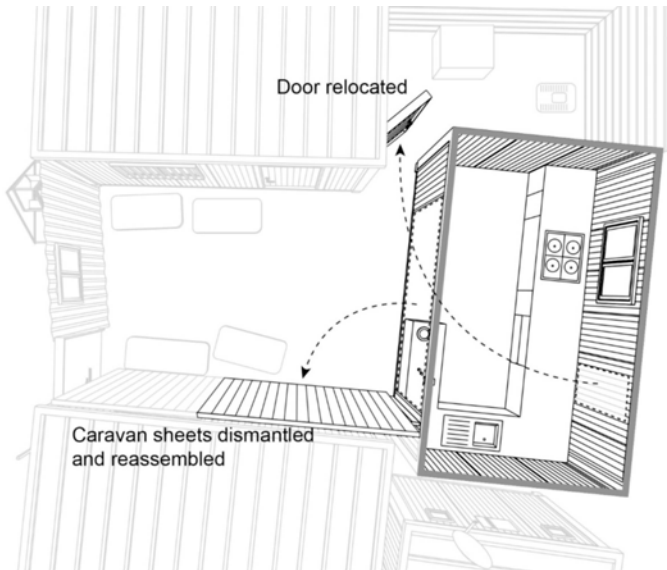 Door relocated
Caravan sheets dismantled
and reassembled